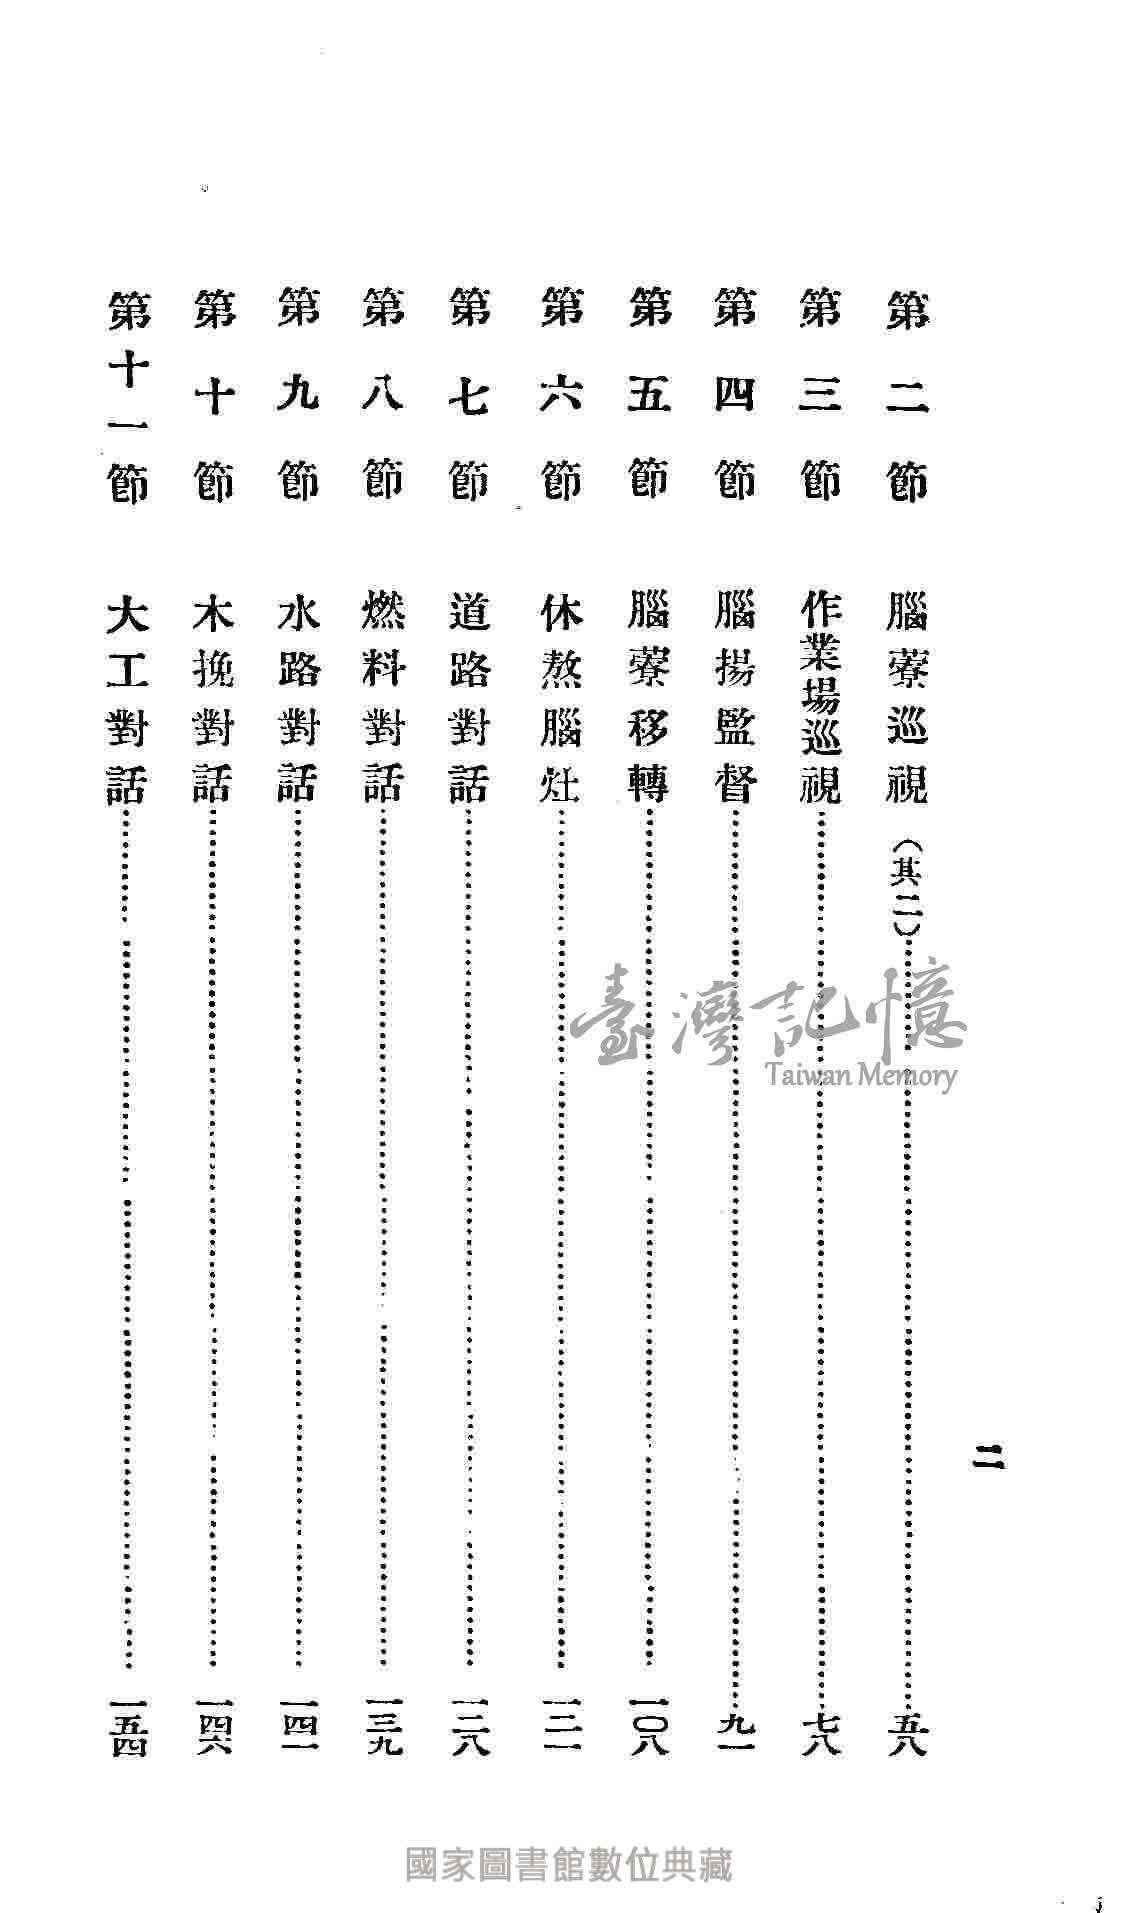 二
第二節 腦藔巡視(其二)……五八
第三節 作業場巡視……七八
第四節 腦揚監督……九一
第五節 腦藔移轉……一〇八
第六節 休熬腦灶……一二一
第七節 道路對話……一二八
第八節 燃料對話……一三九
第九節 水路對話……一四一
第十節 木挽對話……一四六
第十一節 大工對話……一五四
臺灣記憶
Taiwan Memory
國家圖書館數位典藏